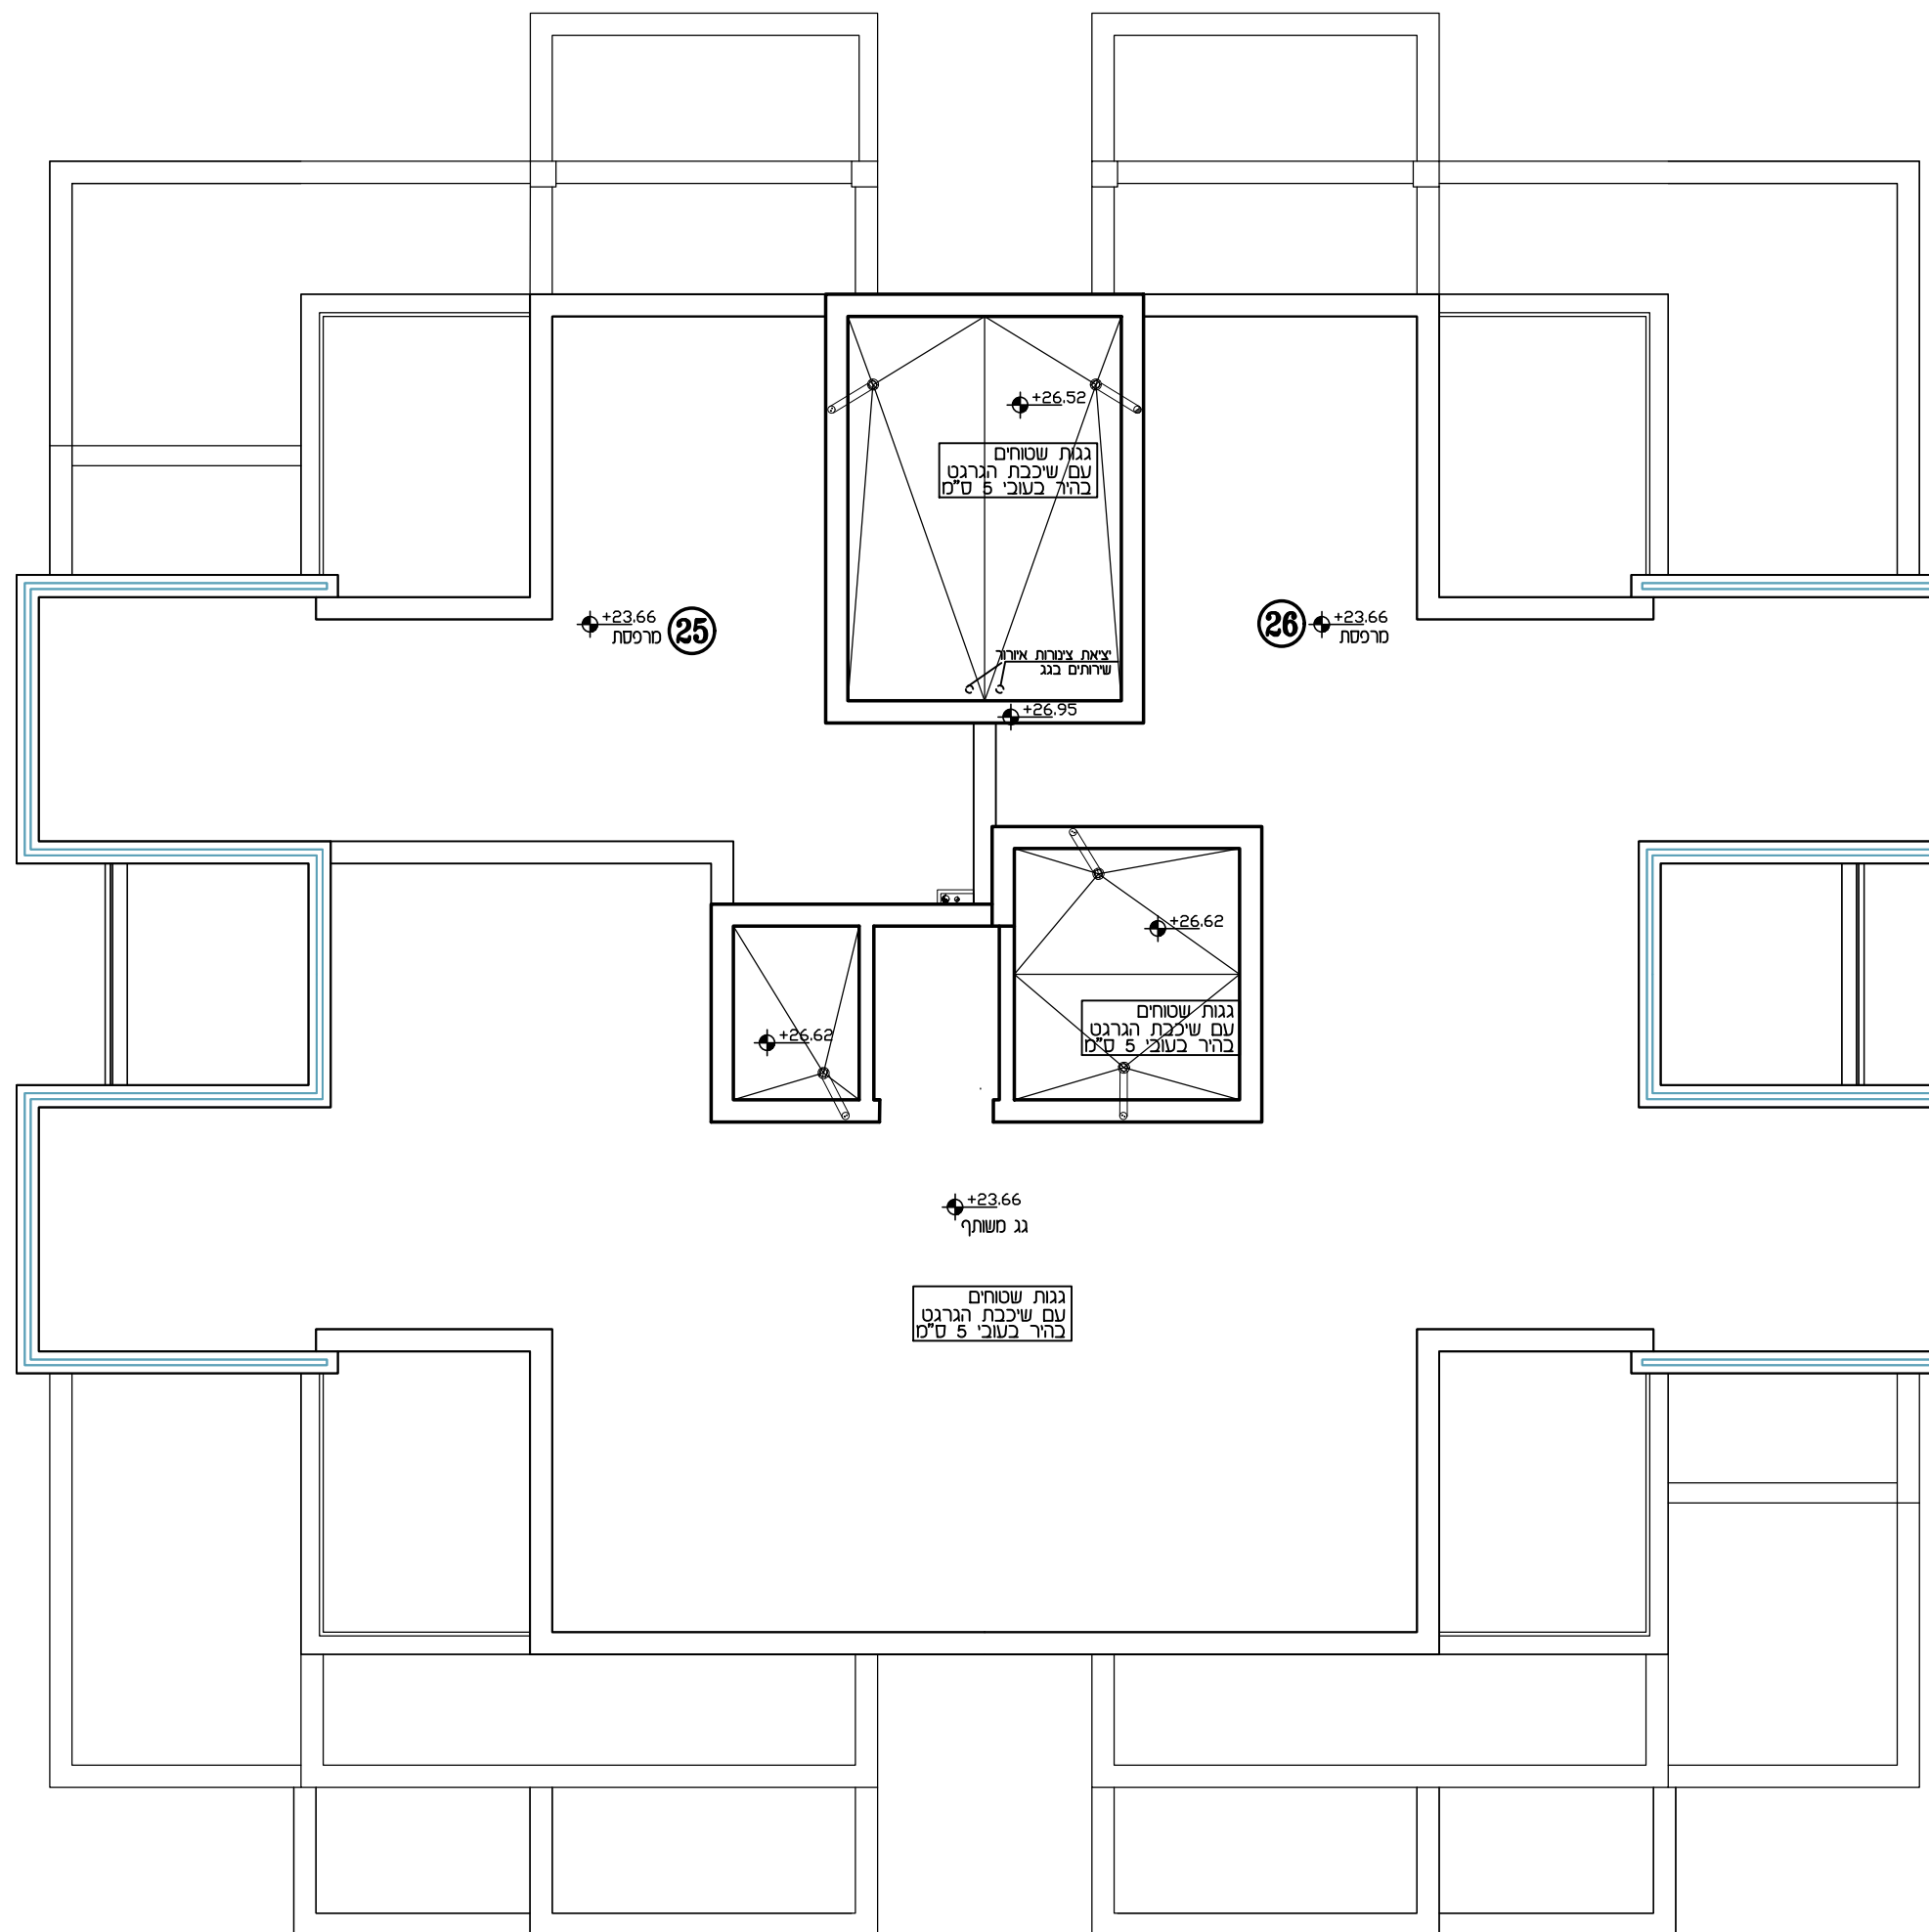 +26.52
גגות שטוחים
עם שיכבת הגרגט
בהיר בעובי 5 ס"מ
+23.66
מרפסת
25
26
+23.66
מרפסת
יציאת צינורות איורור
שירותים בגג
+26.95
+26.62
גגות שטוחים
עם שיכבת הגרגט
בהיר בעובי 5 ס"מ
+26.62
+23.66
גג משותף
גגות שטוחים
עם שיכבת הגרגט
בהיר בעובי 5 ס"מ